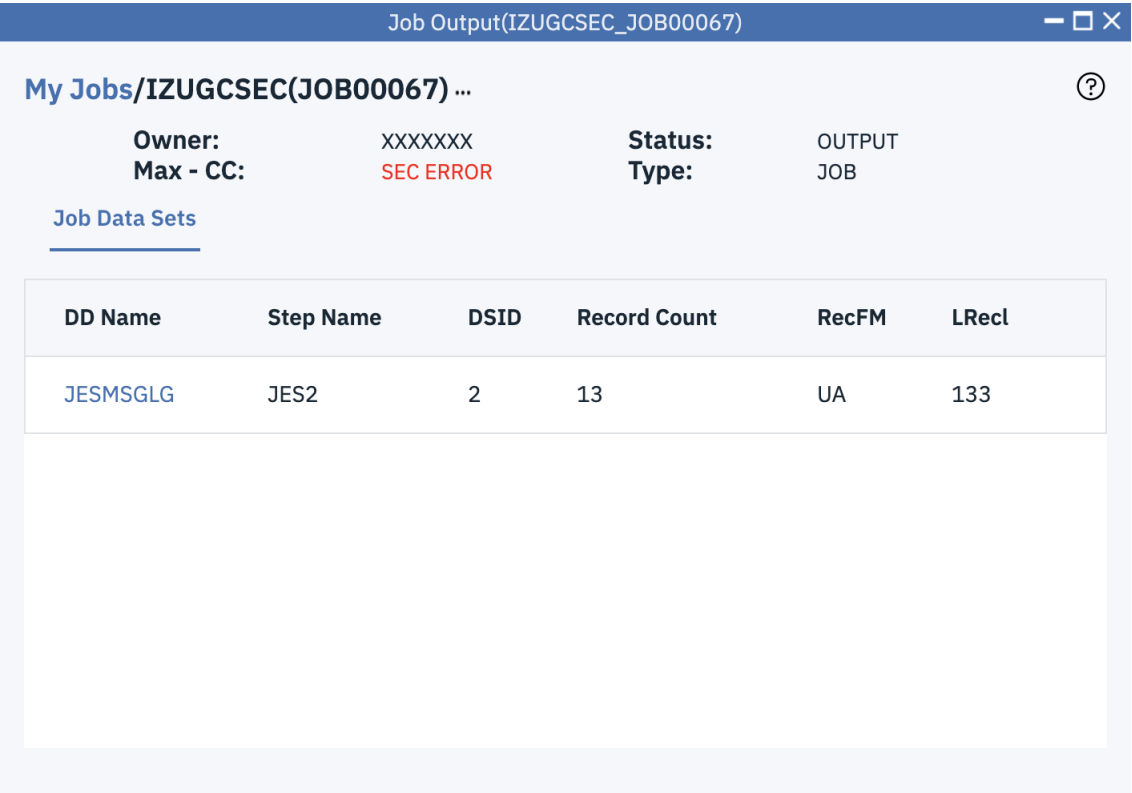 Job Output(IZUGCSEC_JOB00067)
My Jobs/IZUGCSEC(JOB00067) ...
Owner: XXXXXXX Status: OUTPUT
Max - CC: SEC ERROR Type: JOB
Job Data Sets
DD Name Step Name DSID Record Count RecFM LRecl
JESMSGLG JES2 2 13 UA 133